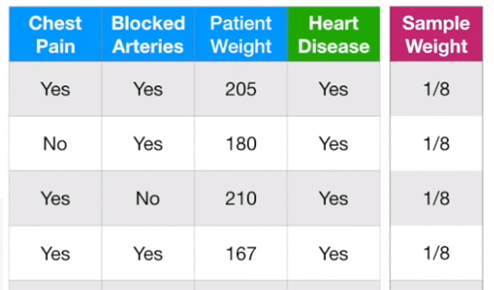 Chest Pain Blocked Arteries Patient Weight Heart Disease Sample Weight
Yes Yes 205 Yes 1/8
No Yes 180 Yes 1/8
Yes No 210 Yes 1/8
Yes Yes 167 Yes 1/8